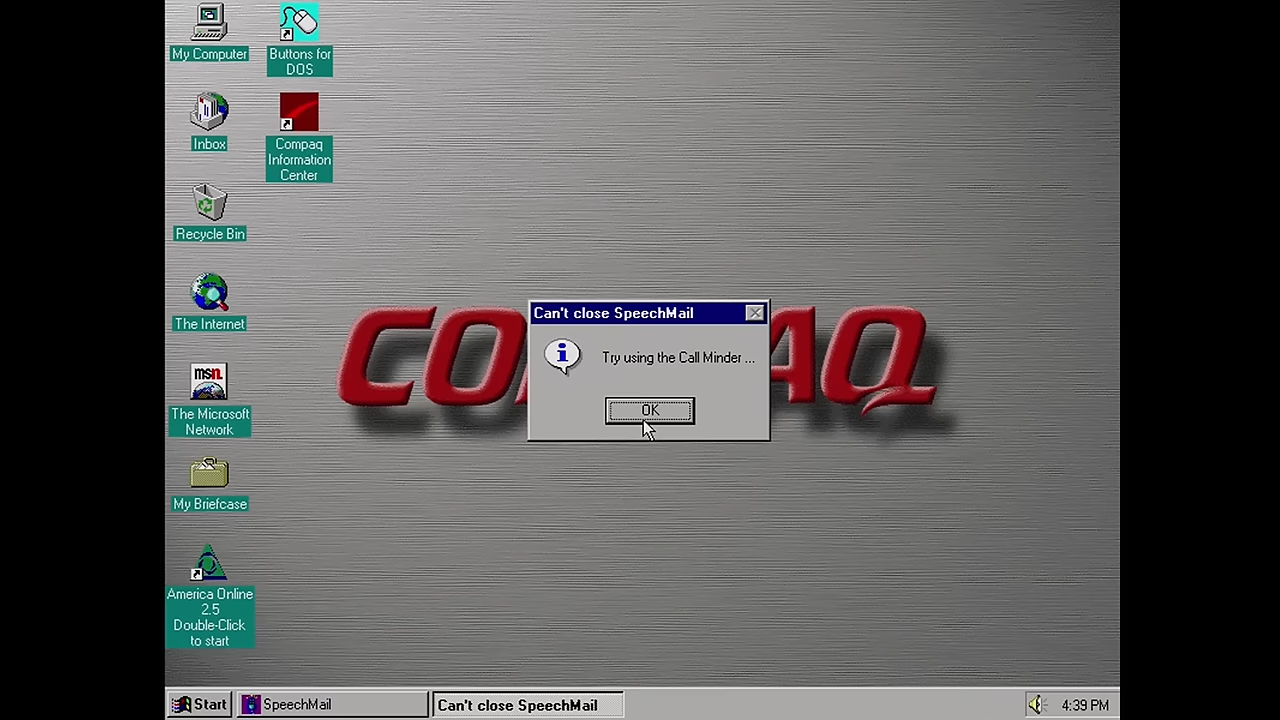 My Computer
Buttons for
DOS
Inbox
Compaq
Information
Center
Recycle Bin
The Internet
msn.
The Microsoft
Network
My Briefcase
America Online
2.5
Double-Click
to start
COMPAQ
Can't close SpeechMail
Try using the Call Minder ...
OK
Start
SpeechMail
Can't close SpeechMail
4:39 PM